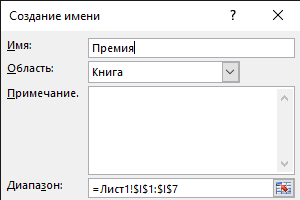 Создание имени ? ×
Имя: Премия
Область: Книга
Примечание.
Диапазон: =Лист1!$I$1:$I$7